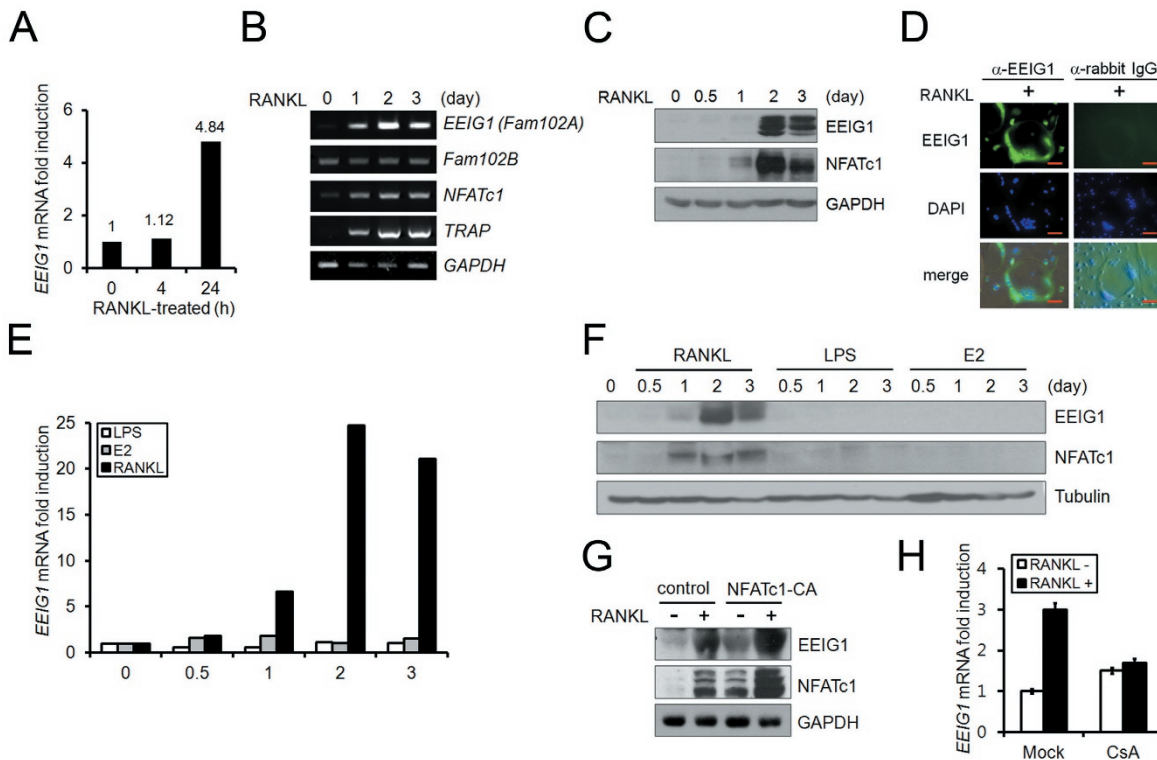 A
EEIG1 mRNA fold induction
6
4
2
0
1
1.12
4.84
0 4 24
RANKL-treated (h)
B
RANKL 0 1 2 3 (day)
EEIG1 (Fam102A)
Fam102B
NFATc1
TRAP
GAPDH
C
RANKL 0 0.5 1 2 3 (day)
EEIG1
NFATc1
GAPDH
D
α-EEIG1 α-rabbit IgG
RANKL + +
EEIG1
DAPI
merge
E
EEIG1 mRNA fold induction
25
20
15
10
5
0
LPS
E2
RANKL
0 0.5 1 2 3
F
RANKL LPS E2
0 0.5 1 2 3 0.5 1 2 3 0.5 1 2 3 (day)
EEIG1
NFATc1
Tubulin
G
control NFATc1-CA
RANKL - + - +
EEIG1
NFATc1
GAPDH
H
EEIG1 mRNA fold induction
RANKL -
RANKL +
4
3
2
1
0
Mock CsA